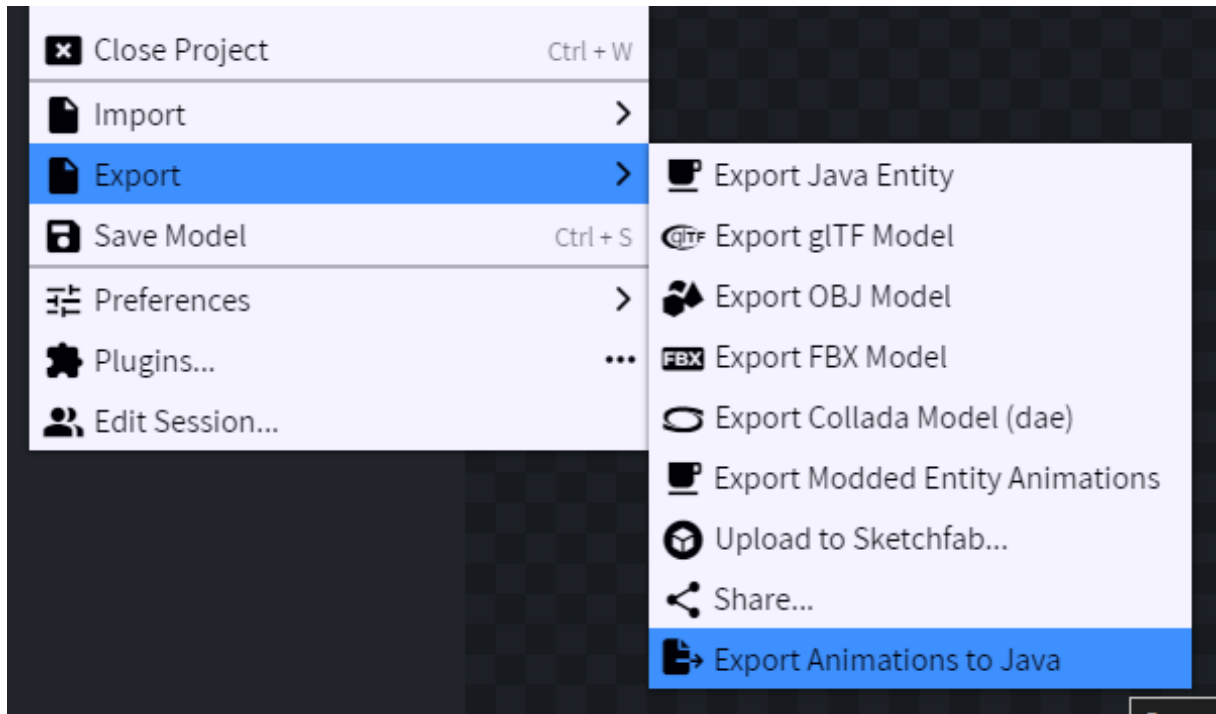 Close Project Ctrl + W
Import
Export
Save Model Ctrl + S
Preferences
Plugins...
Edit Session...
Export Java Entity
glTF Export glTF Model
Export OBJ Model
FBX Export FBX Model
Export Collada Model (dae)
Export Modded Entity Animations
Upload to Sketchfab...
Share...
Export Animations to Java